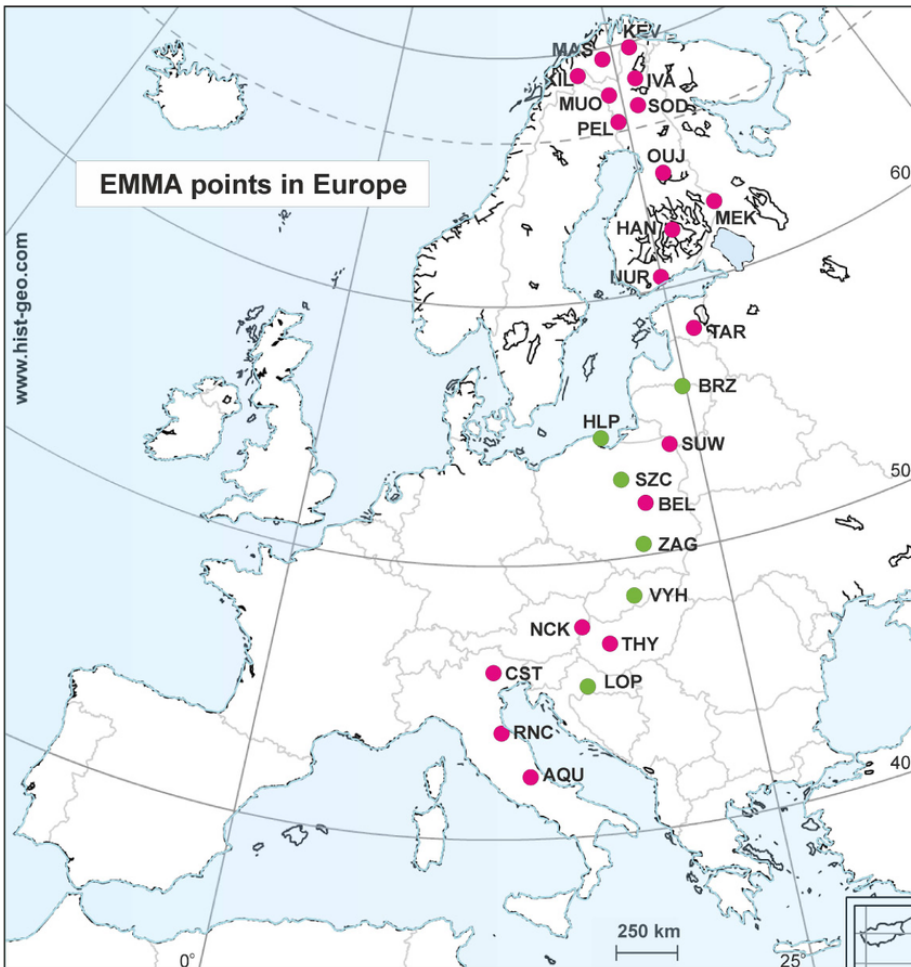 KEV
MAS
KIL
IVA
MUO
SOD
PEL
OUJ
EMMA points in Europe
60
MEK
HAN
www.hist-geo.com
NUR
TAR
BRZ
HLP
SUW
50
SZC
BEL
ZAG
VYH
NCK
THY
CST
LOP
RNC
40
AQU
250 km
0°
25°